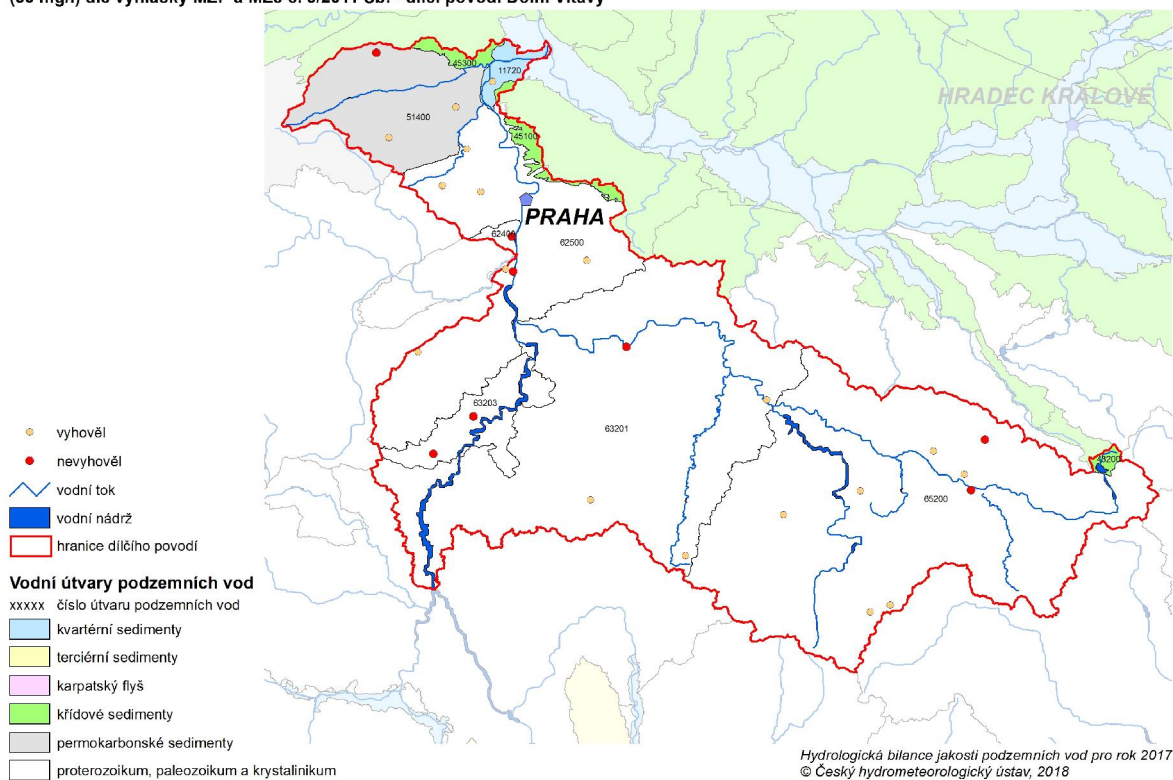 HRADEC KRÁLOVÉ
45300
11720
51400
45100
PRAHA
62400
62500
63203
63201
43200
65200
vyhověl
nevyhověl
vodní tok
vodní nádrž
hranice dílčího povodí
Vodní útvary podzemních vod
xxxxx číslo útvaru podzemních vod
kvartérní sedimenty
terciérní sedimenty
karpatský flyš
křídové sedimenty
permokarbonské sedimenty
proterozoikum, paleozoikum a krystalinikum
Hydrologická bilance jakosti podzemních vod pro rok 2017
© Český hydrometeorologický ústav, 2018